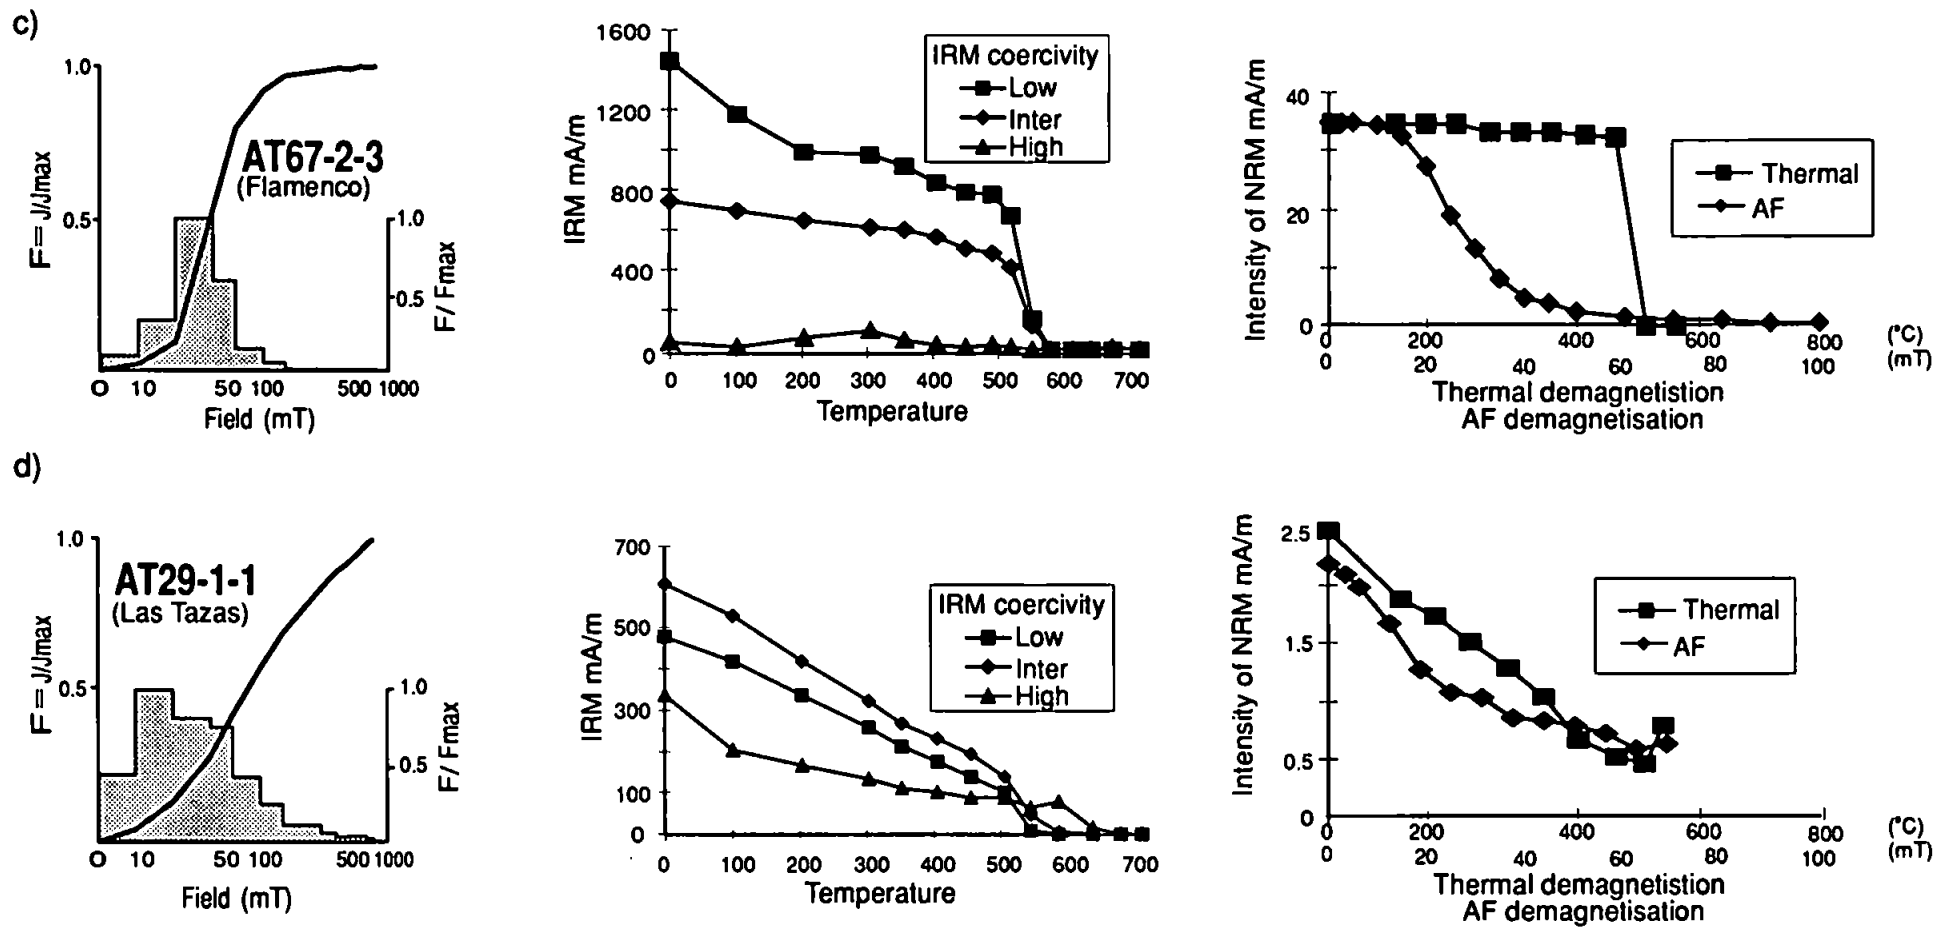 c)
1.0
0.5
F= J/Jmax
AT67-2-3
(Flamenco)
1.0
0.5
F/ Fmax
0 10 50 100 500 1000
Field (mT)
1600
1200
800
400
0
IRM mA/m
IRM coercivity
Low
Inter
High
0 100 200 300 400 500 600 700
Temperature
40
20
0
Intensity of NRM mA/m
Thermal
AF
0 200 400 600 800 (°C)
0 20 40 60 80 100 (mT)
Thermal demagnetistion
AF demagnetisation
d)
1.0
0.5
F= J/Jmax
AT29-1-1
(Las Tazas)
1.0
0.5
F/ Fmax
0 10 50 100 500 1000
Field (mT)
700
500
300
100
0
IRM mA/m
IRM coercivity
Low
Inter
High
0 100 200 300 400 500 600 700
Temperature
2.5
1.5
0.5
0
Intensity of NRM mA/m
Thermal
AF
0 200 400 600 800 (°C)
0 20 40 60 80 100 (mT)
Thermal demagnetistion
AF demagnetisation